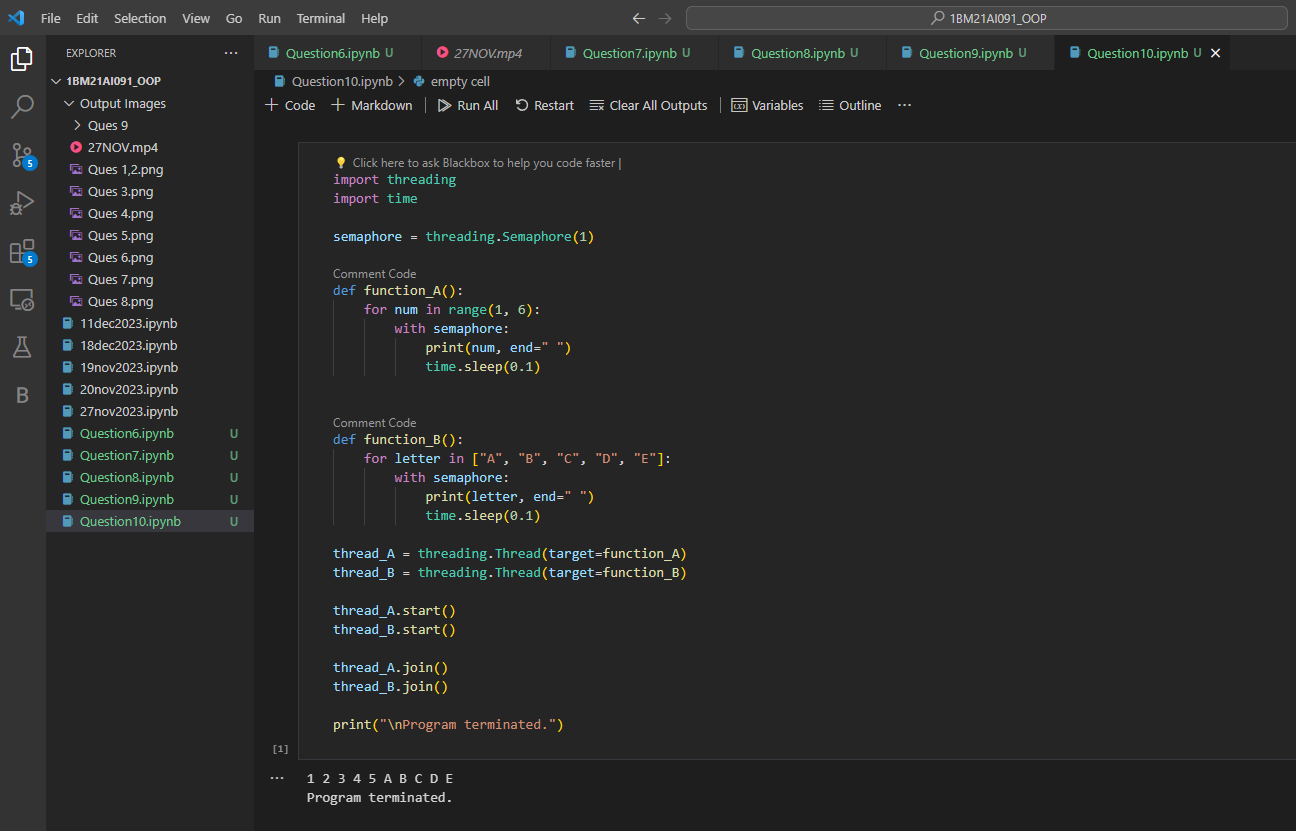 File Edit Selection View Go Run Terminal Help
1BM21AI091_OOP
EXPLORER
1BM21AI091_OOP
Output Images
Ques 9
27NOV.mp4
Ques 1,2.png
Ques 3.png
Ques 4.png
Ques 5.png
Ques 6.png
Ques 7.png
Ques 8.png
11dec2023.ipynb
18dec2023.ipynb
19nov2023.ipynb
20nov2023.ipynb
27nov2023.ipynb
Question6.ipynb U
Question7.ipynb U
Question8.ipynb U
Question9.ipynb U
Question10.ipynb U
5
5
B
Question6.ipynb U 27NOV.mp4 Question7.ipynb U Question8.ipynb U Question9.ipynb U Question10.ipynb U
Question10.ipynb > empty cell
+ Code + Markdown Run All Restart Clear All Outputs Variables Outline ...
Click here to ask Blackbox to help you code faster |
import threading
import time
semaphore = threading.Semaphore(1)
Comment Code
def function_A():
    for num in range(1, 6):
        with semaphore:
            print(num, end=" ")
            time.sleep(0.1)
Comment Code
def function_B():
    for letter in ["A", "B", "C", "D", "E"]:
        with semaphore:
            print(letter, end=" ")
            time.sleep(0.1)
thread_A = threading.Thread(target=function_A)
thread_B = threading.Thread(target=function_B)
thread_A.start()
thread_B.start()
thread_A.join()
thread_B.join()
print("\nProgram terminated.")
[1]
1 2 3 4 5 A B C D E
Program terminated.